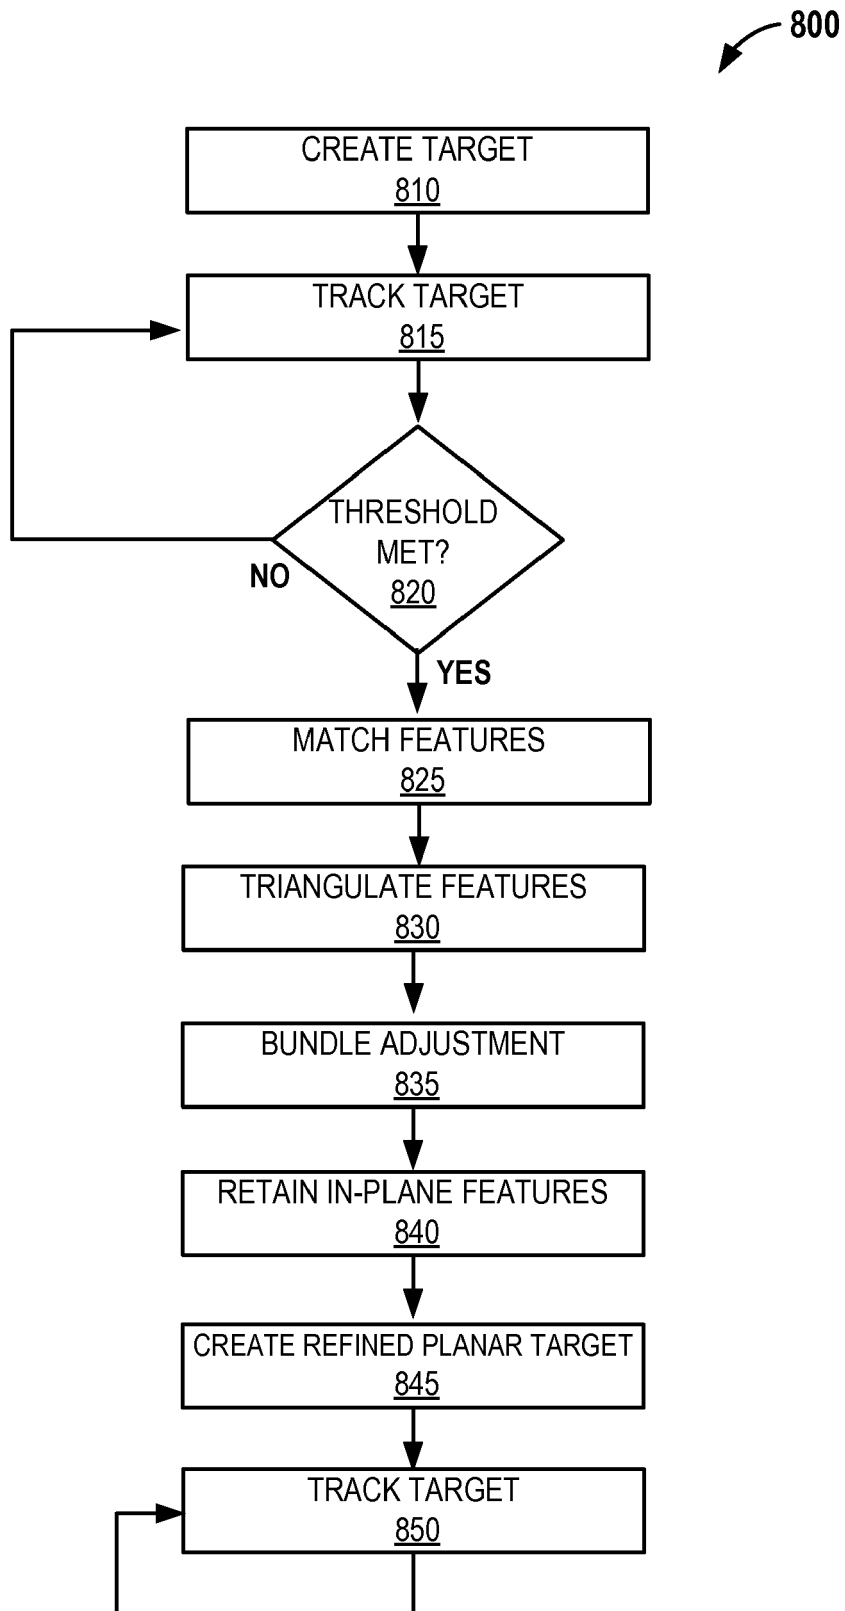 800
CREATE TARGET
810
TRACK TARGET
815
THRESHOLD
MET?
820
NO
YES
MATCH FEATURES
825
TRIANGULATE FEATURES
830
BUNDLE ADJUSTMENT
835
RETAIN IN-PLANE FEATURES
840
CREATE REFINED PLANAR TARGET
845
TRACK TARGET
850